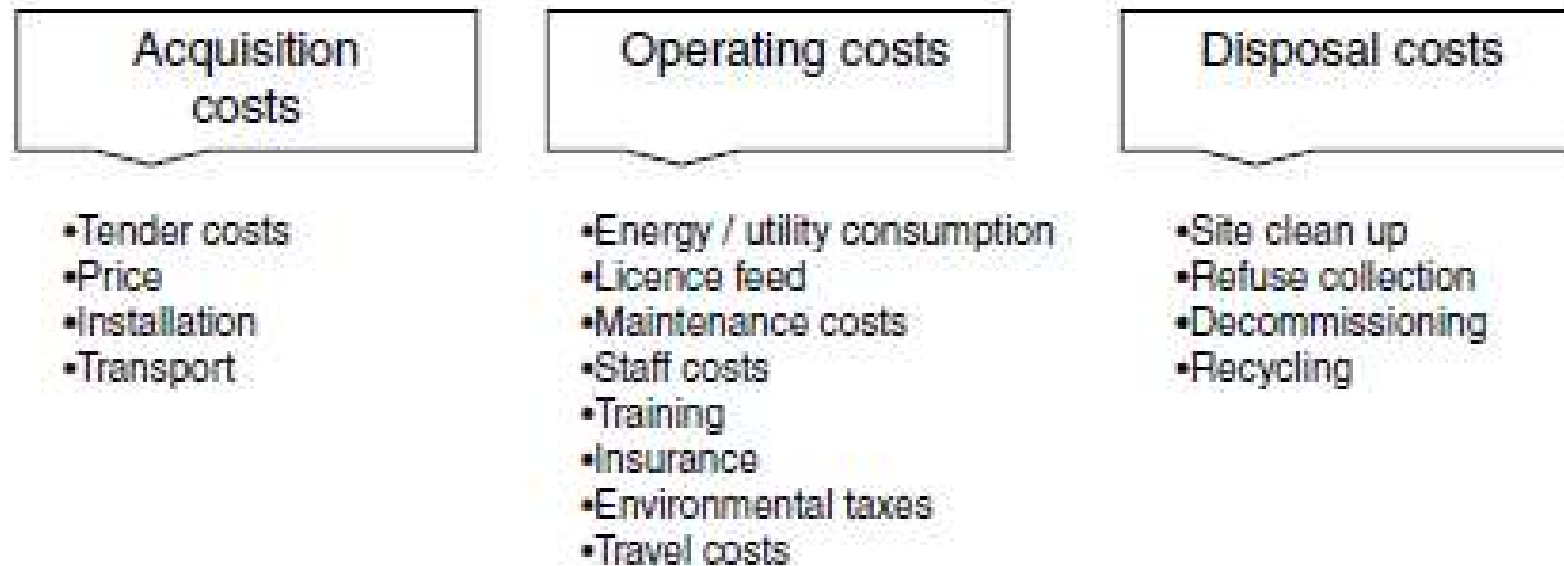 Acquisition
costs
•Tender costs
•Price
•Installation
•Transport
Operating costs
•Energy / utility consumption
•Licence feed
•Maintenance costs
•Staff costs
•Training
•Insurance
•Environmental taxes
•Travel costs
Disposal costs
•Site clean up
•Refuse collection
•Decommissioning
•Recycling